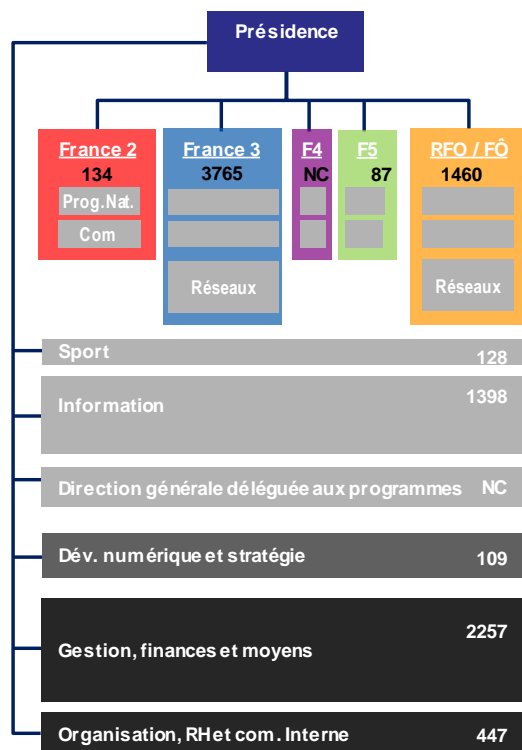 Présidence
France 2 France 3 F4 F5 RFO / FÔ
134 3765 NC 87 1460
Prog.Nat.
Com
Réseaux Réseaux
Sport 128
Information 1398
Direction générale déléguée aux programmes NC
Dév. numérique et stratégie 109
Gestion, finances et moyens 2257
Organisation, RH et com. Interne 447